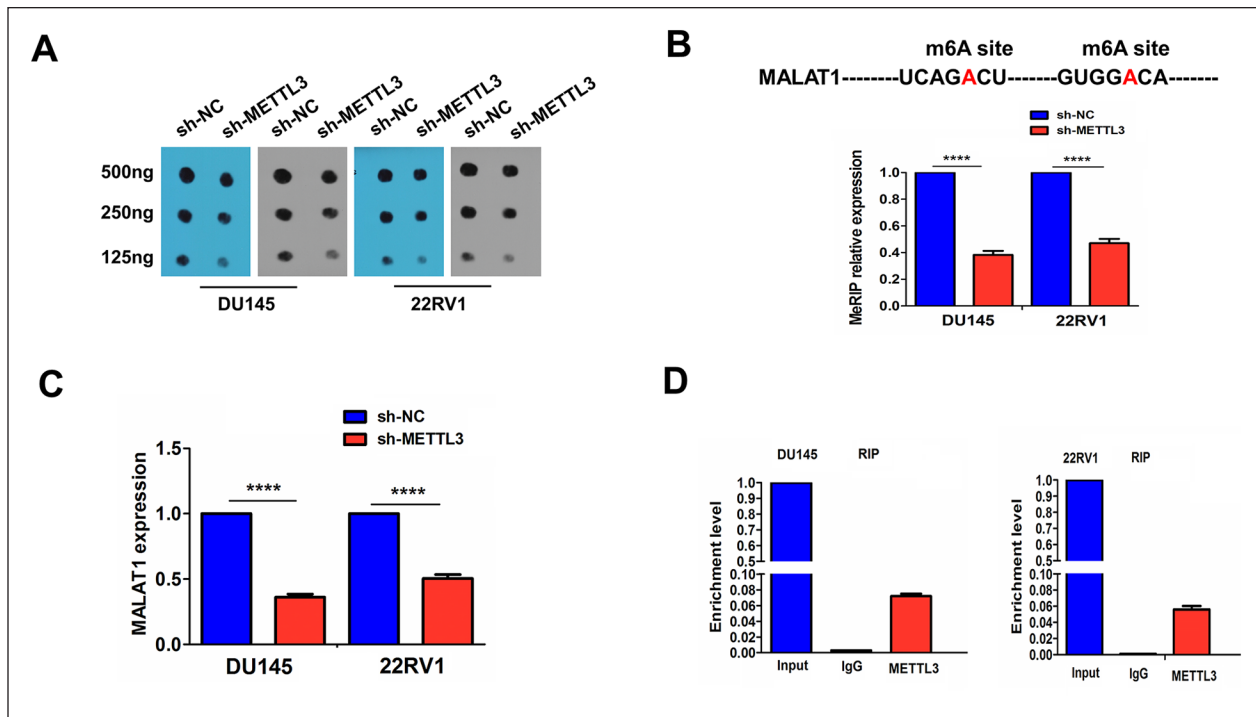 A
sh-NC sh-METTL3 sh-NC sh-METTL3 sh-NC sh-METTL3 sh-NC sh-METTL3
500ng
250ng
125ng
DU145 22RV1
B
m6A site m6A site
MALAT1--------UCAGACU-------GUGGACA-------
sh-NC
sh-METTL3
**** ****
MeRIP relative expression
1.0
0.8
0.6
0.4
0.2
0.0
DU145 22RV1
C
sh-NC
sh-METTL3
MALAT1 expression
1.5
1.0
0.5
0.0
**** ****
DU145 22RV1
D
DU145 RIP
Enrichment level
1.0
0.9
0.8
0.7
0.6
0.5
0.10
0.08
0.06
0.04
0.02
0.00
Input IgG METTL3
22RV1 RIP
Enrichment level
1.0
0.9
0.8
0.7
0.6
0.5
0.10
0.08
0.06
0.04
0.02
0.00
Input IgG METTL3